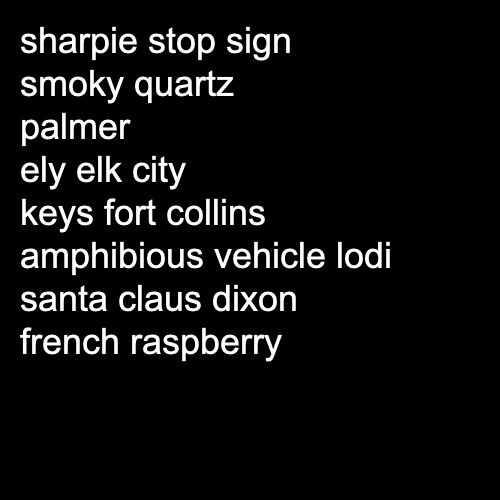 sharpie stop sign
smoky quartz
palmer
ely elk city
keys fort collins
amphibious vehicle lodi
santa claus dixon
french raspberry